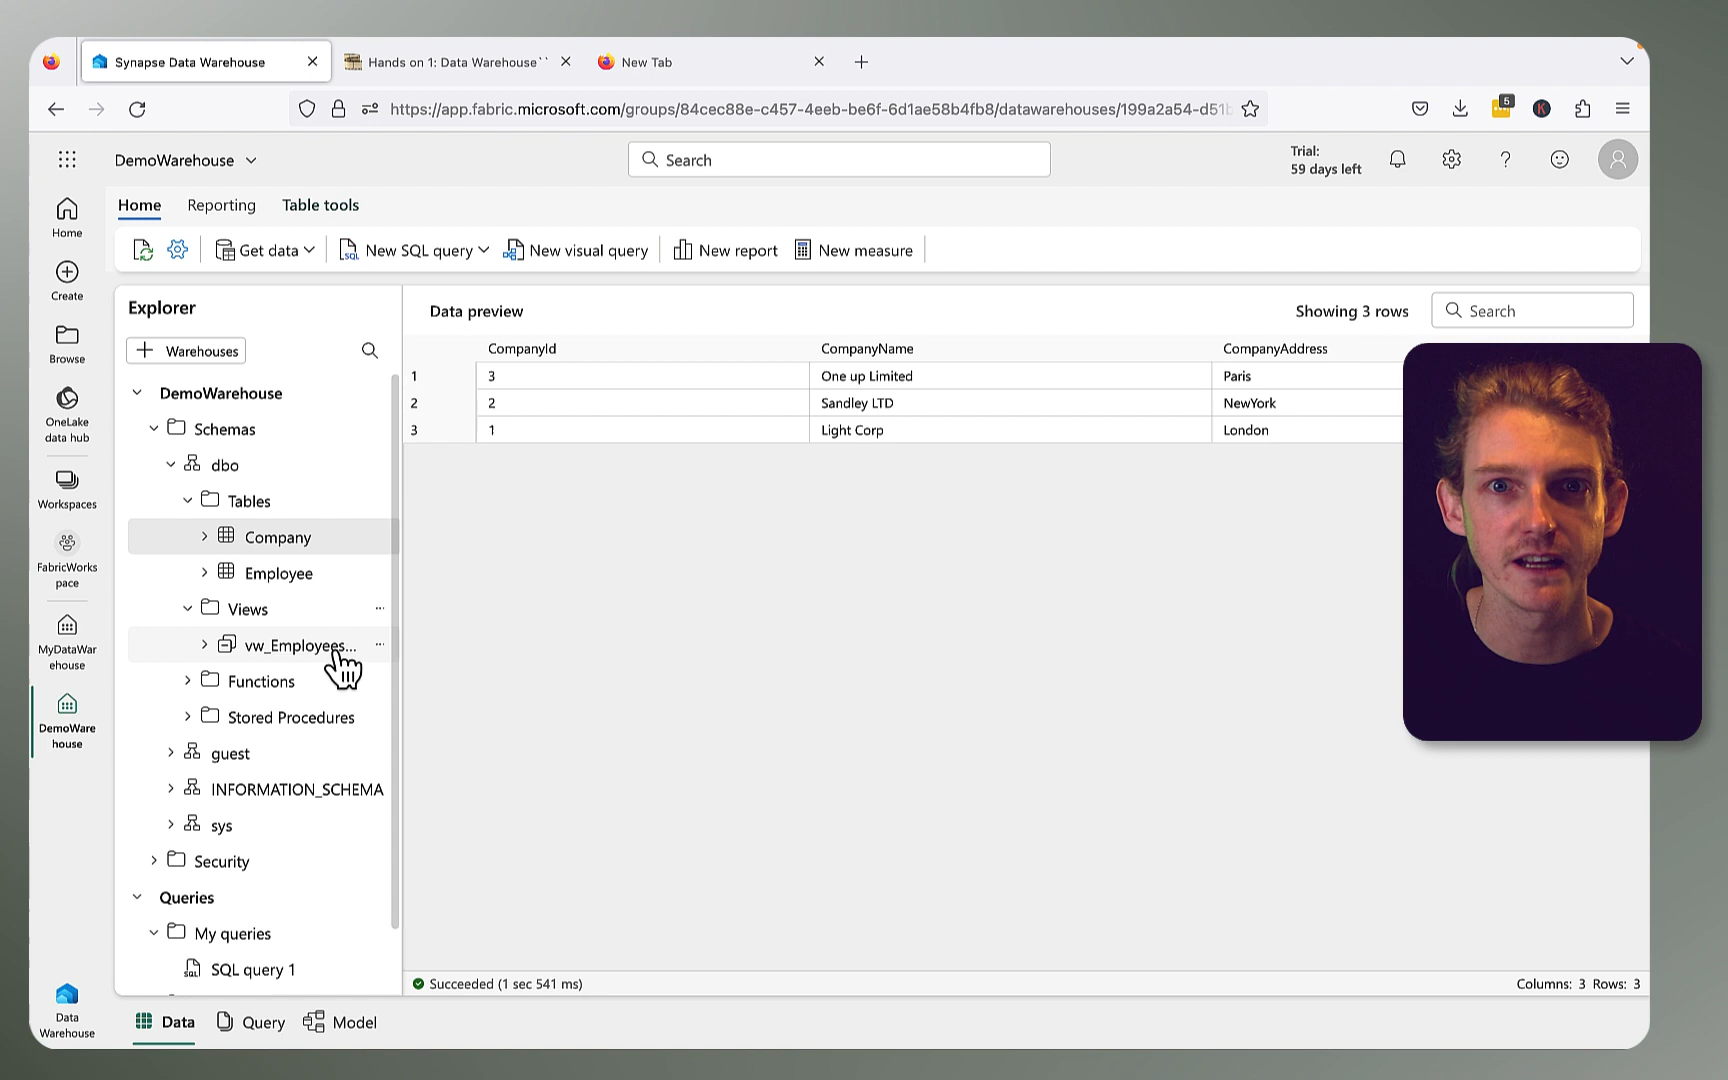 Synapse Data Warehouse
Hands on 1: Data Warehouse``
New Tab
https://app.fabric.microsoft.com/groups/84cec88e-c457-4eeb-be6f-6d1ae58b4fb8/datawarehouses/199a2a54-d51b
5
K
DemoWarehouse
Search
Trial:
59 days left
Home
Reporting
Table tools
Get data
SQL
New SQL query
New visual query
New report
New measure
Home
Create
Browse
OneLake
data hub
Workspaces
FabricWorks
pace
MyDataWar
ehouse
DemoWare
house
Data
Warehouse
Explorer
Warehouses
DemoWarehouse
Schemas
dbo
Tables
Company
Employee
Views
vw_Employees...
Functions
Stored Procedures
guest
INFORMATION_SCHEMA
sys
Security
Queries
My queries
SQL query 1
Data preview
Showing 3 rows
Search
CompanyId CompanyName CompanyAddress
1 3 One up Limited Paris
2 2 Sandley LTD NewYork
3 1 Light Corp London
Succeeded (1 sec 541 ms)
Columns: 3 Rows: 3
Data
Query
Model